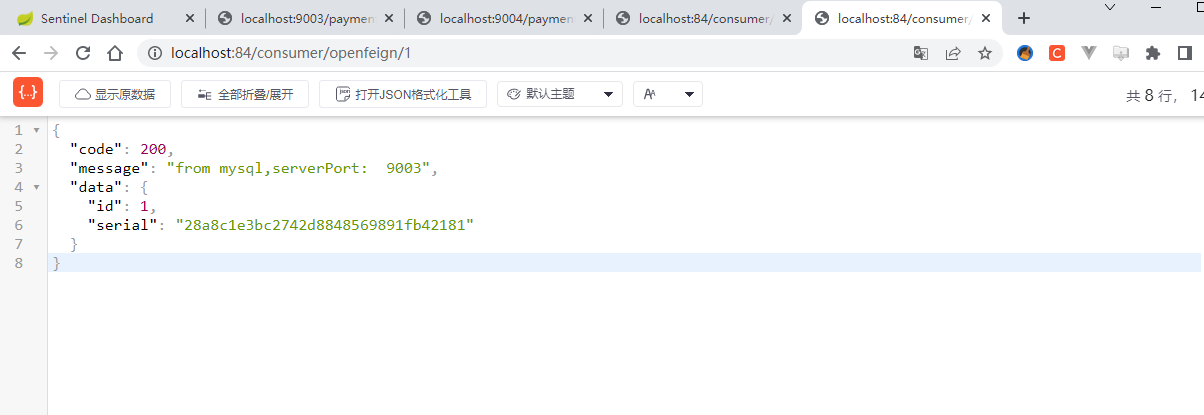 Sentinel Dashboard
localhost:9003/paymen
localhost:9004/paymen
localhost:84/consumer/
localhost:84/consumer/
localhost:84/consumer/openfeign/1
C
{...}
显示原数据
全部折叠/展开
json
打开JSON格式化工具
默认主题
AA
共 8 行， 14
1 {
2 "code": 200,
3 "message": "from mysql,serverPort:  9003",
4 "data": {
5 "id": 1,
6 "serial": "28a8c1e3bc2742d8848569891fb42181"
7 }
8 }